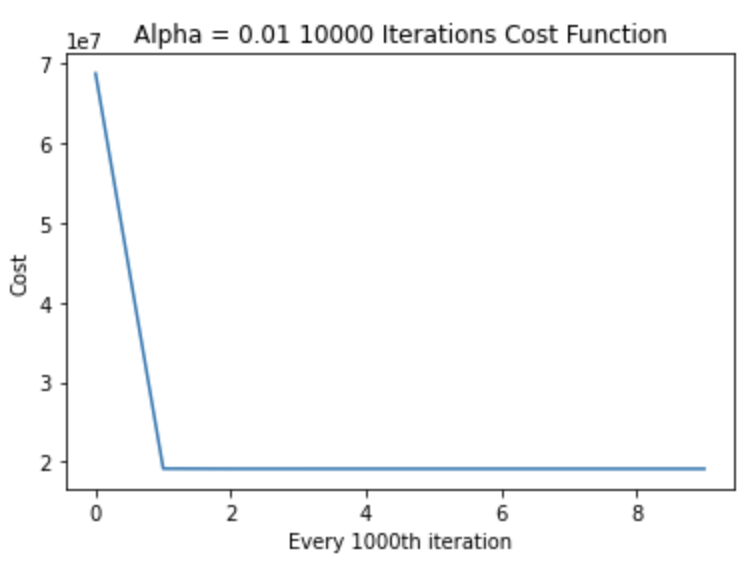 Alpha = 0.01 10000 Iterations Cost Function
1e7
7
6
5
4
3
2
Cost
0 2 4 6 8
Every 1000th iteration